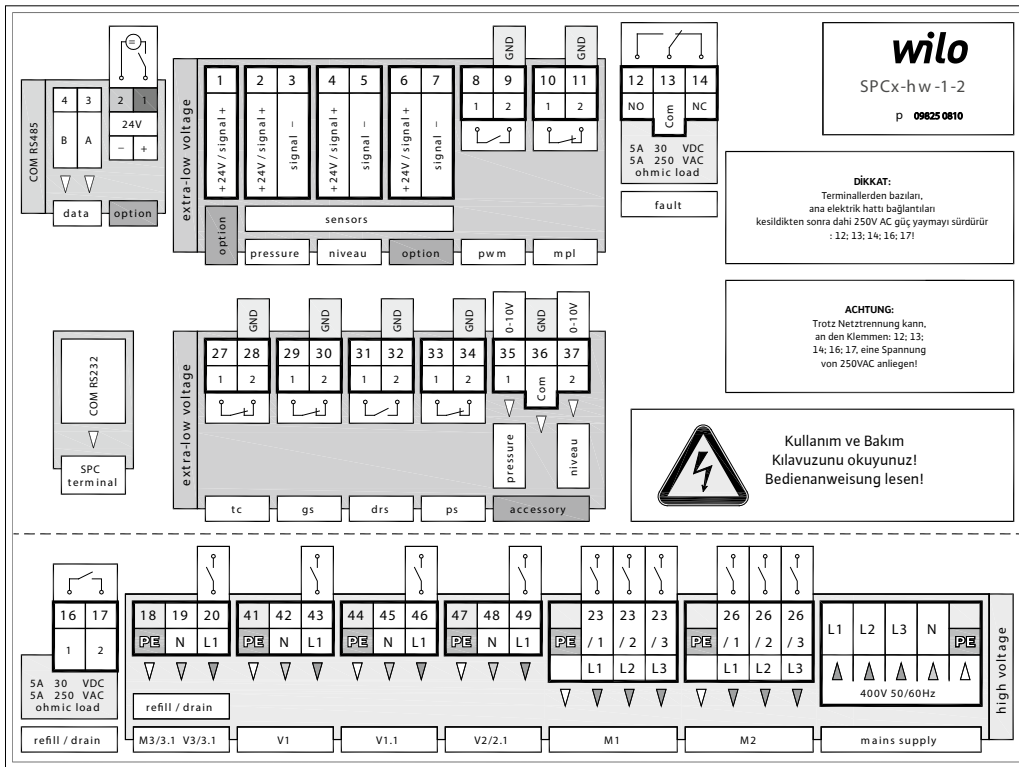 COM RS485
4 3
B A
data
2 1
24V
− +
option
extra-low voltage
1
+24V / signal +
option
2 3
+24V / signal +
signal −
pressure
4 5
+24V / signal +
signal −
niveau
6 7
+24V / signal +
signal −
option
sensors
GND
8 9
1 2
pwm
GND
10 11
1 2
mpl
12 13 14
NO Com NC
5A 30 VDC
5A 250 VAC
ohmic load
fault
wilo
SPCx-hw-1-2
p 09825 0810
DİKKAT:
Terminallerden bazıları,
ana elektrik hattı bağlantıları
kesildikten sonra dahi 250V AC güç yaymayı sürdürür
: 12; 13; 14; 16; 17!
ACHTUNG:
Trotz Netztrennung kann,
an den Klemmen: 12; 13;
14; 16; 17, eine Spannung
von 250VAC anliegen!
COM RS232
SPC
terminal
extra-low voltage
GND
27 28
1 2
tc
GND
29 30
1 2
gs
GND
31 32
1 2
drs
GND
33 34
1 2
ps
0-10V GND 0-10V
35 36 37
1 Com 2
pressure
niveau
accessory
Kullanım ve Bakım
Kılavuzunu okuyunuz!
Bedienanweisung lesen!
16 17
1 2
5A 30 VDC
5A 250 VAC
ohmic load
refill / drain
18 19 20
PE N L1
refill / drain
M3/3.1 V3/3.1
41 42 43
PE N L1
V1
44 45 46
PE N L1
V1.1
47 48 49
PE N L1
V2/2.1
23 23 23
PE / 1 / 2 / 3
L1 L2 L3
M1
26 26 26
PE / 1 / 2 / 3
L1 L2 L3
M2
L1 L2 L3 N PE
400V 50/60Hz
mains supply
high voltage